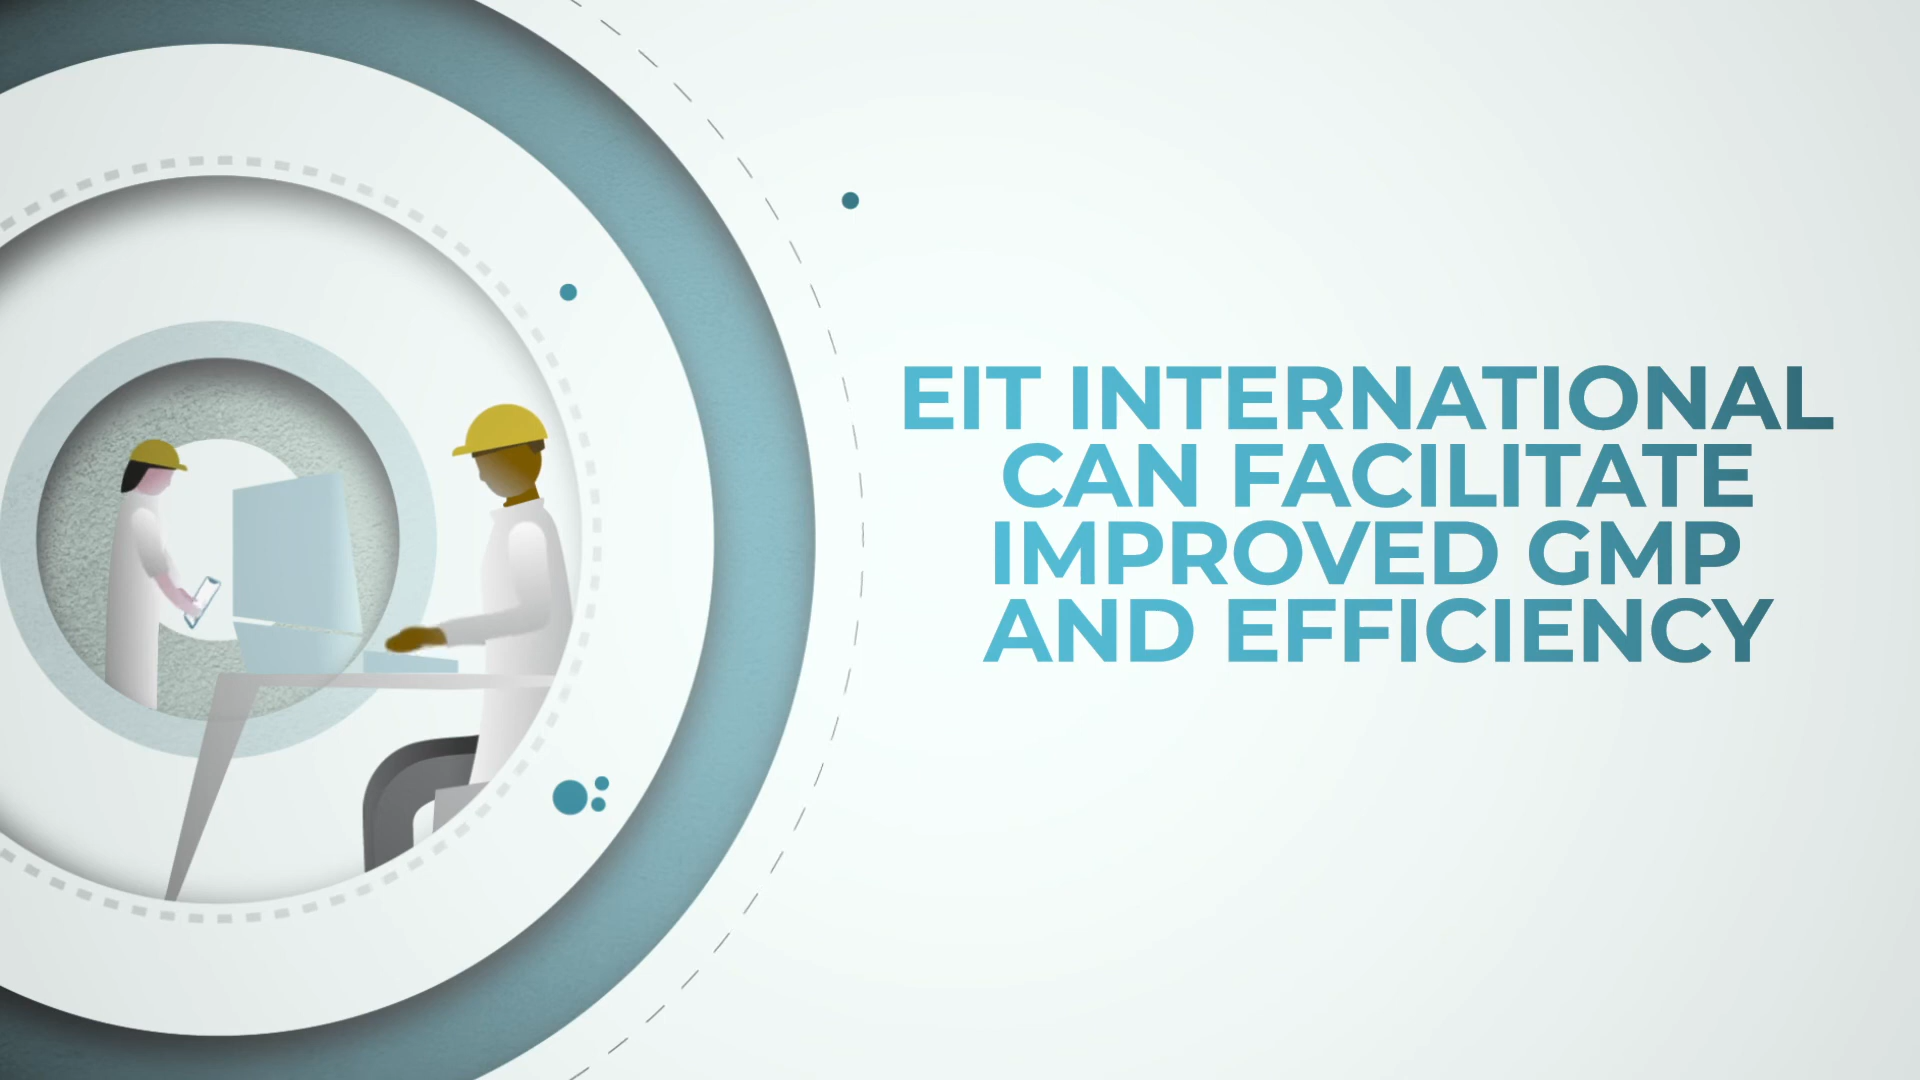 EIT INTERNATIONAL
CAN FACILITATE
IMPROVED GMP
AND EFFICIENCY